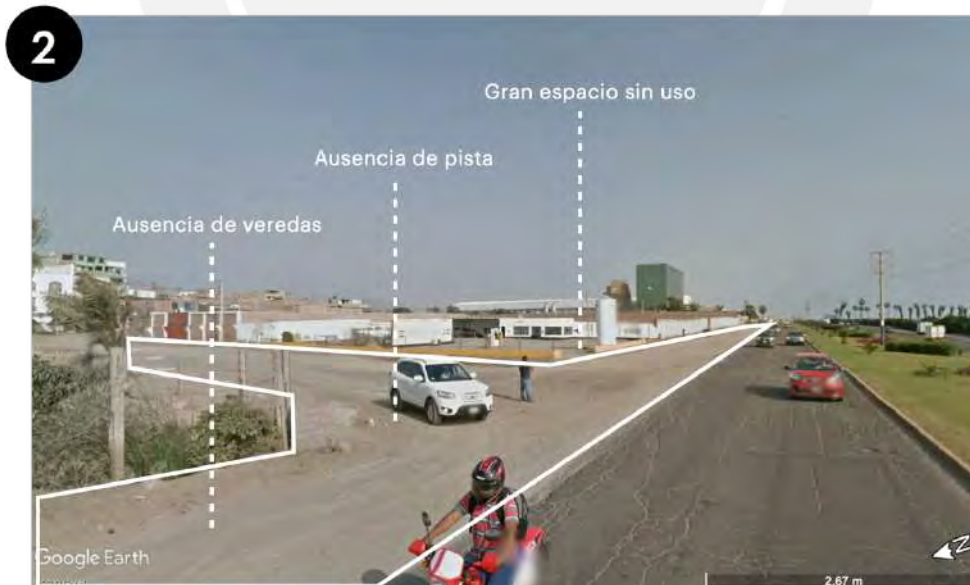 2
Gran espacio sin uso
Ausencia de pista
Ausencia de veredas
Google Earth
Z
2.67 m